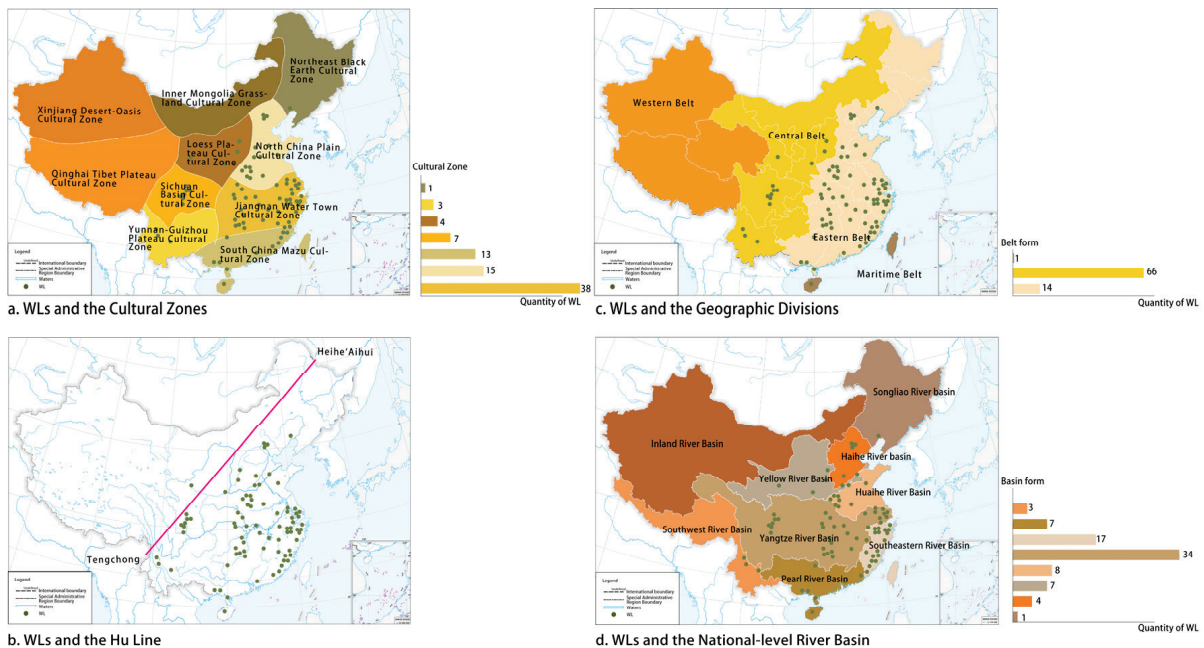 Northeast Black
Earth Cultural
Zone
Inner Mongolia Grass-
land Cultural Zone
Xinjiang Desert-Oasis
Cultural Zone
Loess Pla-
teau Cul-
tural Zone
North China Plain
Cultural Zone
Qinghai Tibet Plateau
Cultural Zone
Sichuan
Basin Cul-
tural Zone
Jiangnan Water Town
Cultural Zone
Yunnan-Guizhou
Plateau Cultural
Zone
South China Mazu Cul-
tural Zone
Legend
Undefined
International boundary
Special Administrative
Region Boundary
Waters
WL
Cultural Zone
1
3
4
7
13
15
38
Quantity of WL
a. WLs and the Cultural Zones
Western Belt
Central Belt
Eastern Belt
Maritime Belt
Legend
Undefined
International boundary
Special Administrative
Region Boundary
Waters
WL
Belt form
1
66
14
Quantity of WL
c. WLs and the Geographic Divisions
Heihe'Aihui
Tengchong
Legend
Undefined
International boundary
Special Administrative
Region Boundary
Waters
WL
b. WLs and the Hu Line
Songliao River basin
Inland River Basin
Haihe River basin
Yellow River Basin
Huaihe River Basin
Southwest River Basin
Yangtze River Basin
Southeastern River Basin
Pearl River Basin
Legend
Undefined
International boundary
Special Administrative
Region Boundary
Waters
WL
Basin form
3
7
17
34
8
7
4
1
Quantity of WL
d. WLs and the National-level River Basin